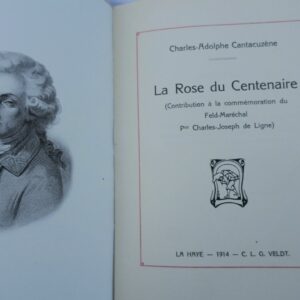 Charles-Adolphe Cantacuzène
La Rose du Centenaire
(Contribution à la commémoration du
Feld-Maréchal
Pce Charles-Joseph de Ligne)
LA HAYE — 1914 — C. L. G. VELDT.